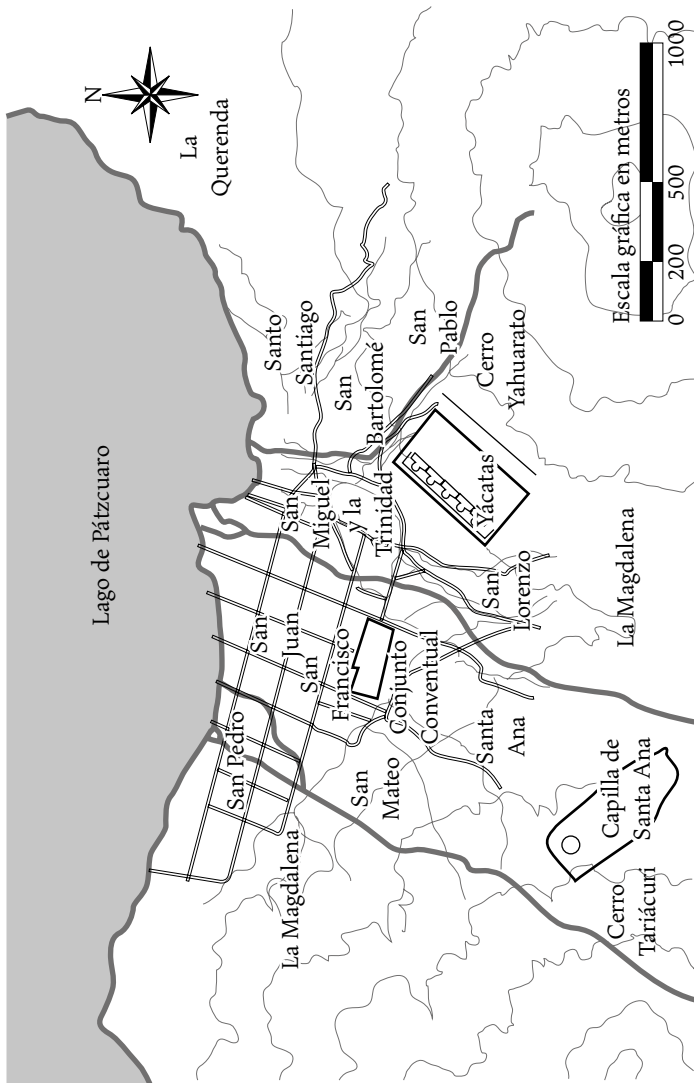 N
Lago de Pátzcuaro
La
Querenda
San Pedro
San
Juan
Santo
Santiago
La Magdalena
San
Miguel
y la
Trinidad
San
Francisco
San
Bartolomé
San
Mateo
Conjunto
Conventual
San
Pablo
Santa
Ana
Yácatas
San
Lorenzo
Cerro
Yahuarato
Capilla de
Santa Ana
Cerro
Tariácuri
La Magdalena
Escala gráfica en metros
0 200 500 1000